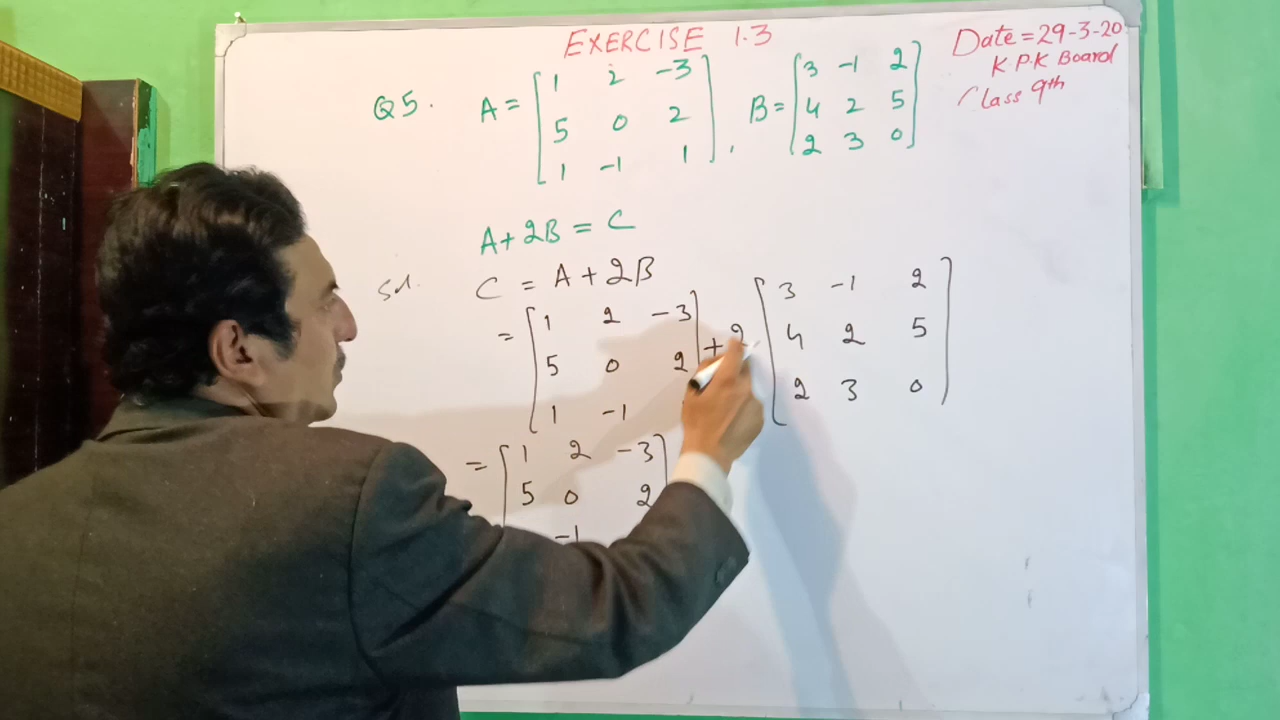 EXERCISE 1.3
Date = 29-3-20
K P.K Board
Class 9th
Q5. A = [ 1 2 -3 ] , B = [ 3 -1 2 ]
[ 5 0 2 ] [ 4 2 5 ]
[ 1 -1 1 ] [ 2 3 0 ]
A + 2B = C
Sol. C = A + 2B
= [ 1 2 -3 ] + 2 [ 3 -1 2 ]
[ 5 0 2 ] [ 4 2 5 ]
[ 1 -1 [ 2 3 0 ]
= [ 1 2 -3 ]
[ 5 0 2
-1